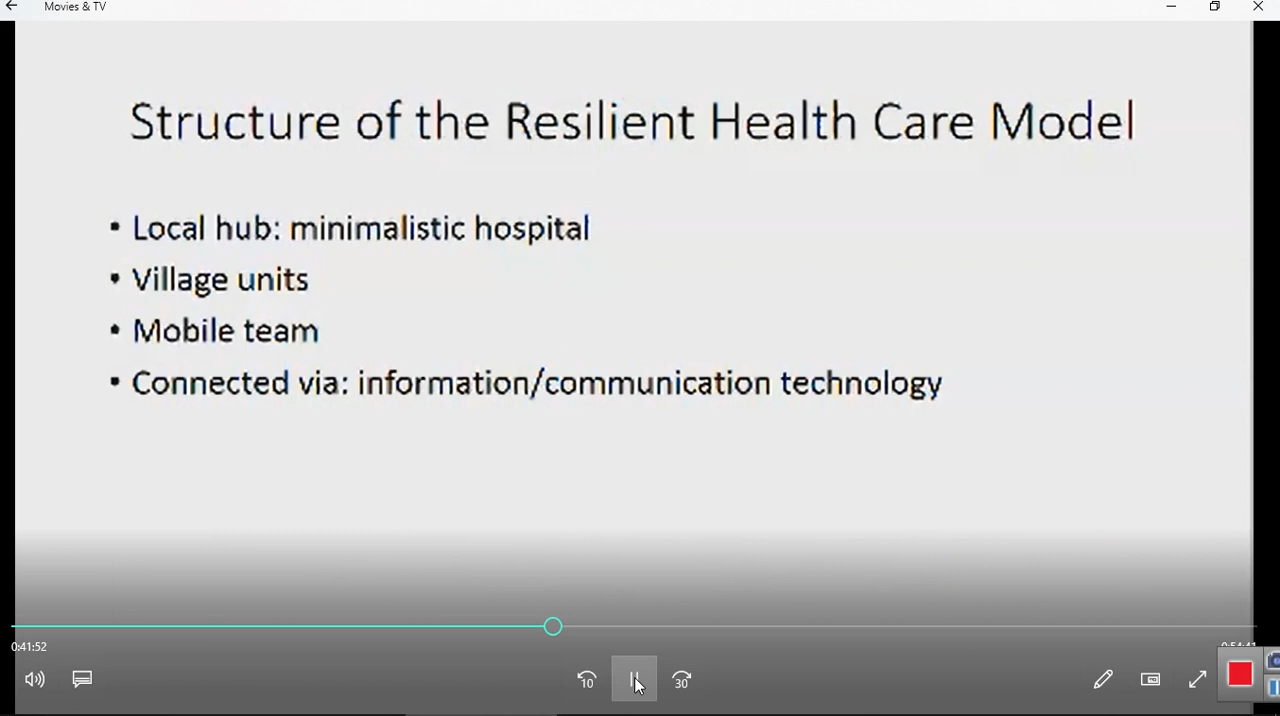 Movies & TV
Structure of the Resilient Health Care Model
• Local hub: minimalistic hospital
• Village units
• Mobile team
• Connected via: information/communication technology
0:41:52
10
30